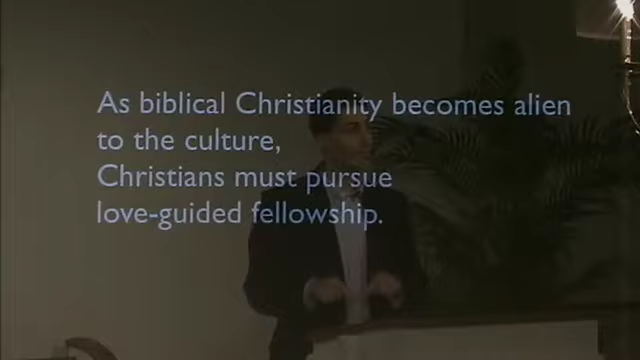 As biblical Christianity becomes alien
to the culture,
Christians must pursue
love-guided fellowship.